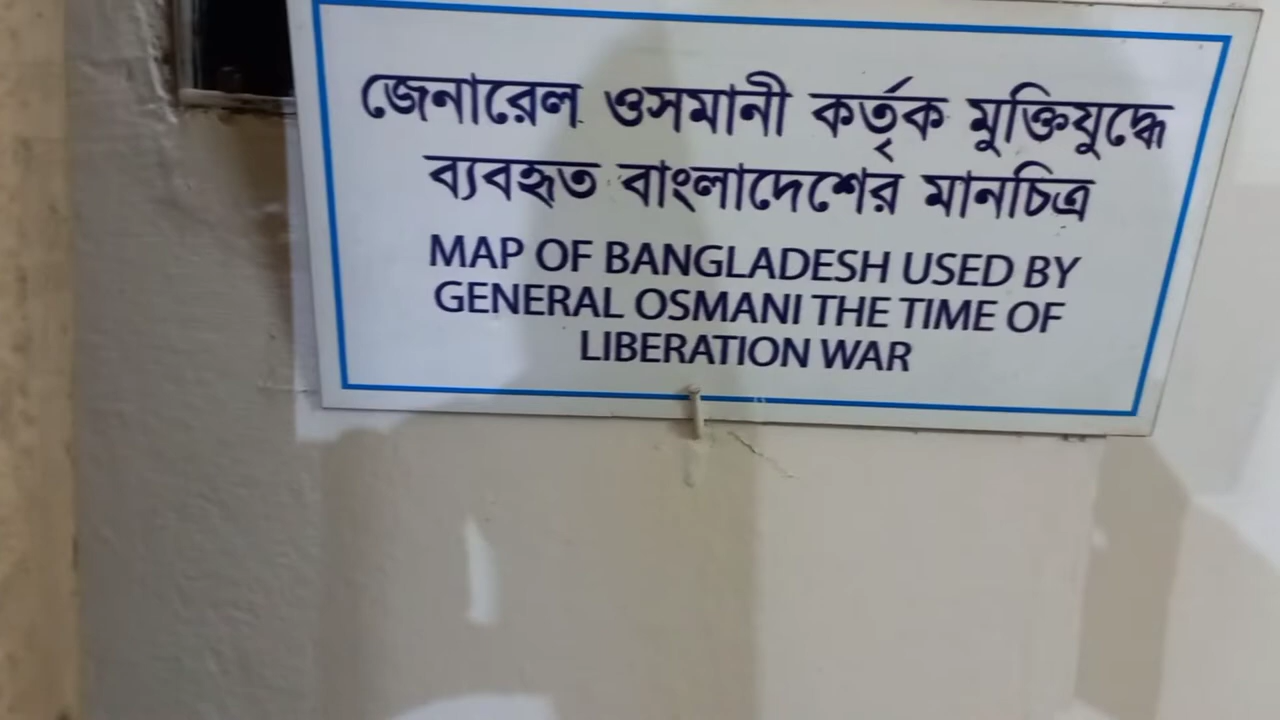 জেনারেল ওসমানী কর্তৃক মুক্তিযুদ্ধে
ব্যবহৃত বাংলাদেশের মানচিত্র
MAP OF BANGLADESH USED BY
GENERAL OSMANI THE TIME OF
LIBERATION WAR